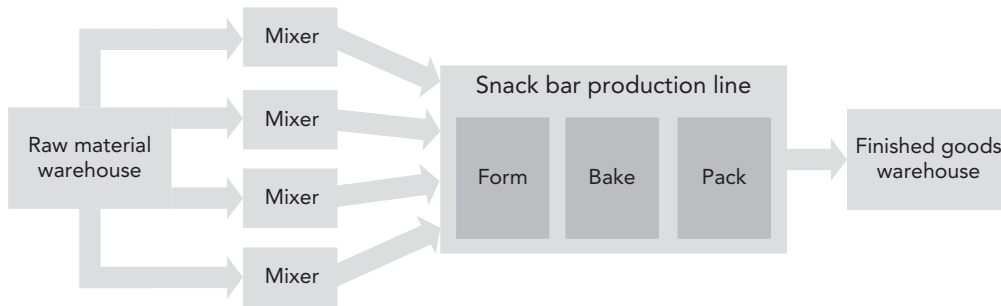 Mixer
Mixer
Mixer
Mixer
Raw material
warehouse
Snack bar production line
Form
Bake
Pack
Finished goods
warehouse